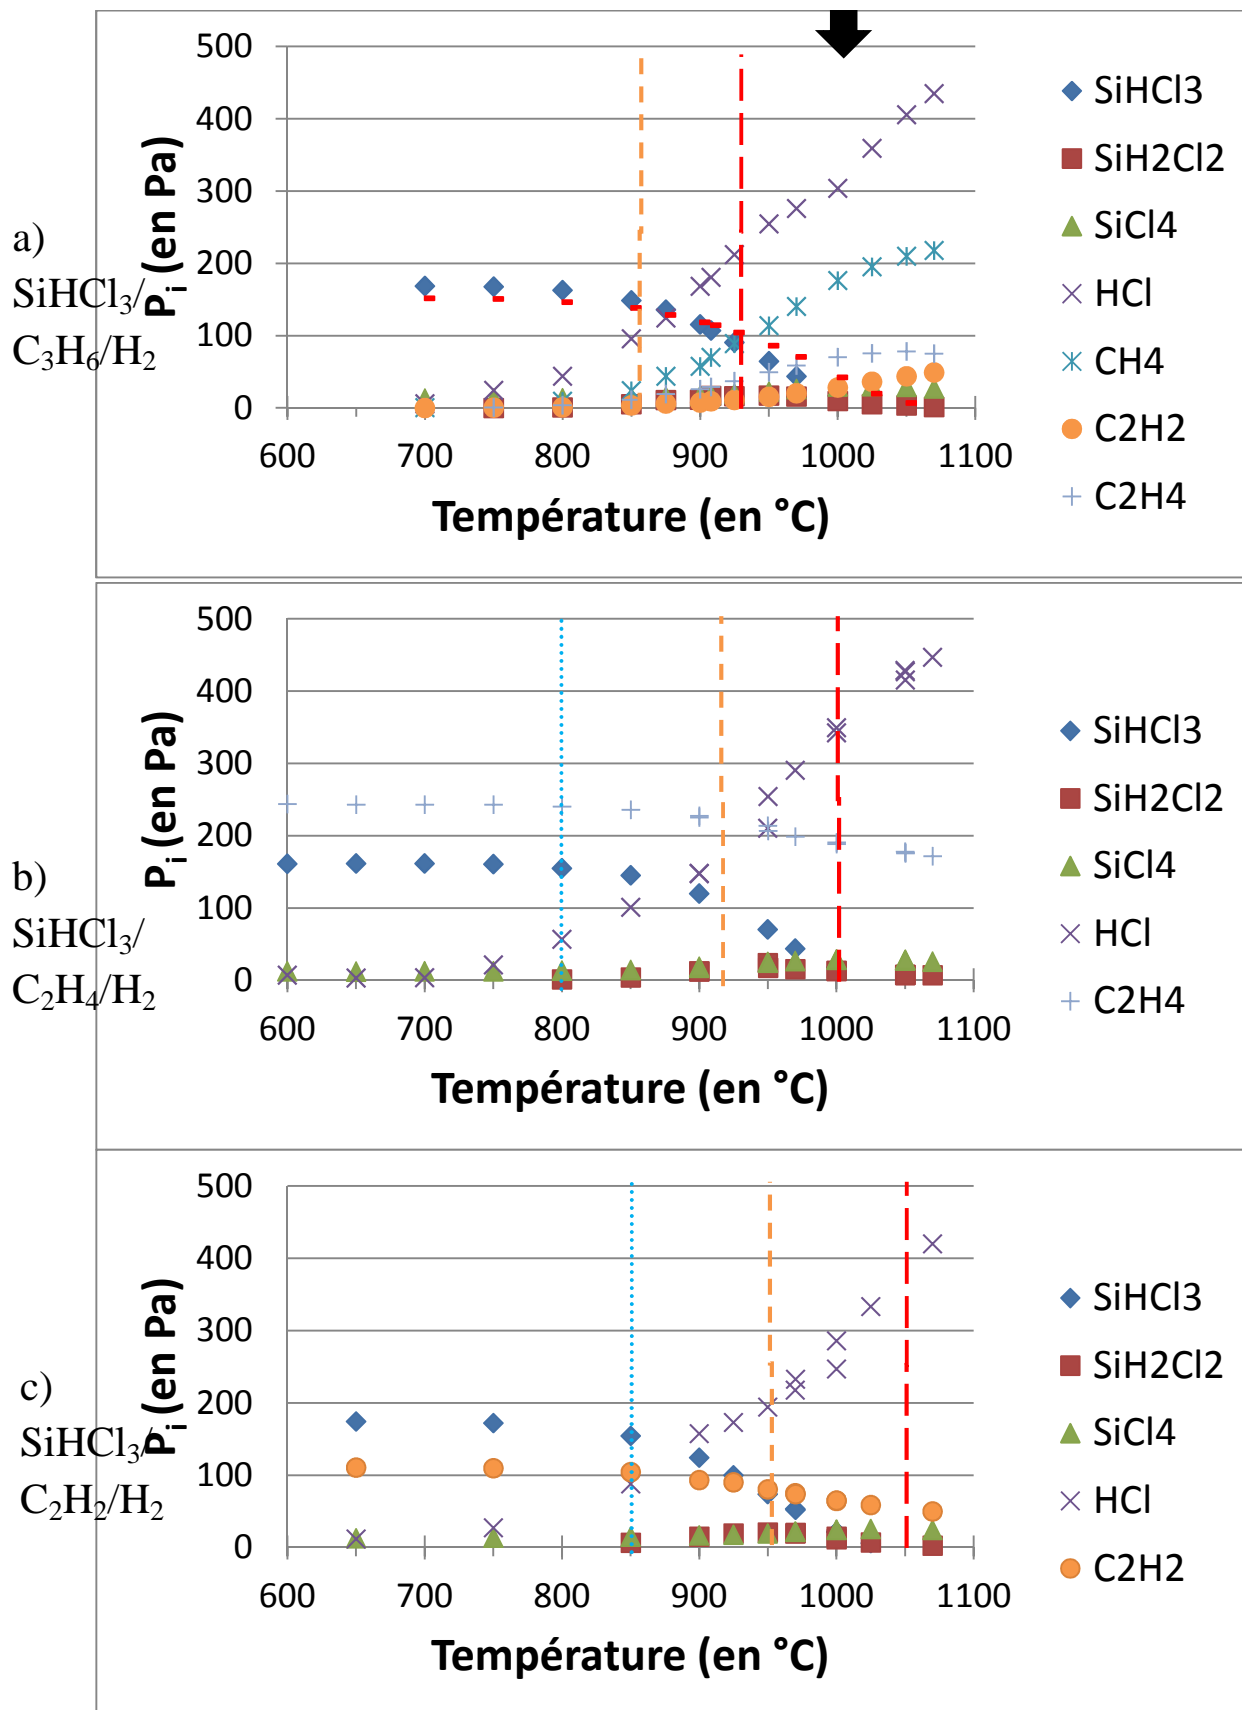 a)
SiHCl₃/
C₃H₆/H₂
Pᵢ (en Pa)
500
400
300
200
100
0
600 700 800 900 1000 1100
Température (en °C)
SiHCl3
SiH2Cl2
SiCl4
HCl
CH4
C2H2
C2H4
b)
SiHCl₃/
C₂H₄/H₂
Pᵢ (en Pa)
500
400
300
200
100
0
600 700 800 900 1000 1100
Température (en °C)
SiHCl3
SiH2Cl2
SiCl4
HCl
C2H4
c)
SiHCl₃/
C₂H₂/H₂
Pᵢ (en Pa)
500
400
300
200
100
0
600 700 800 900 1000 1100
Température (en °C)
SiHCl3
SiH2Cl2
SiCl4
HCl
C2H2